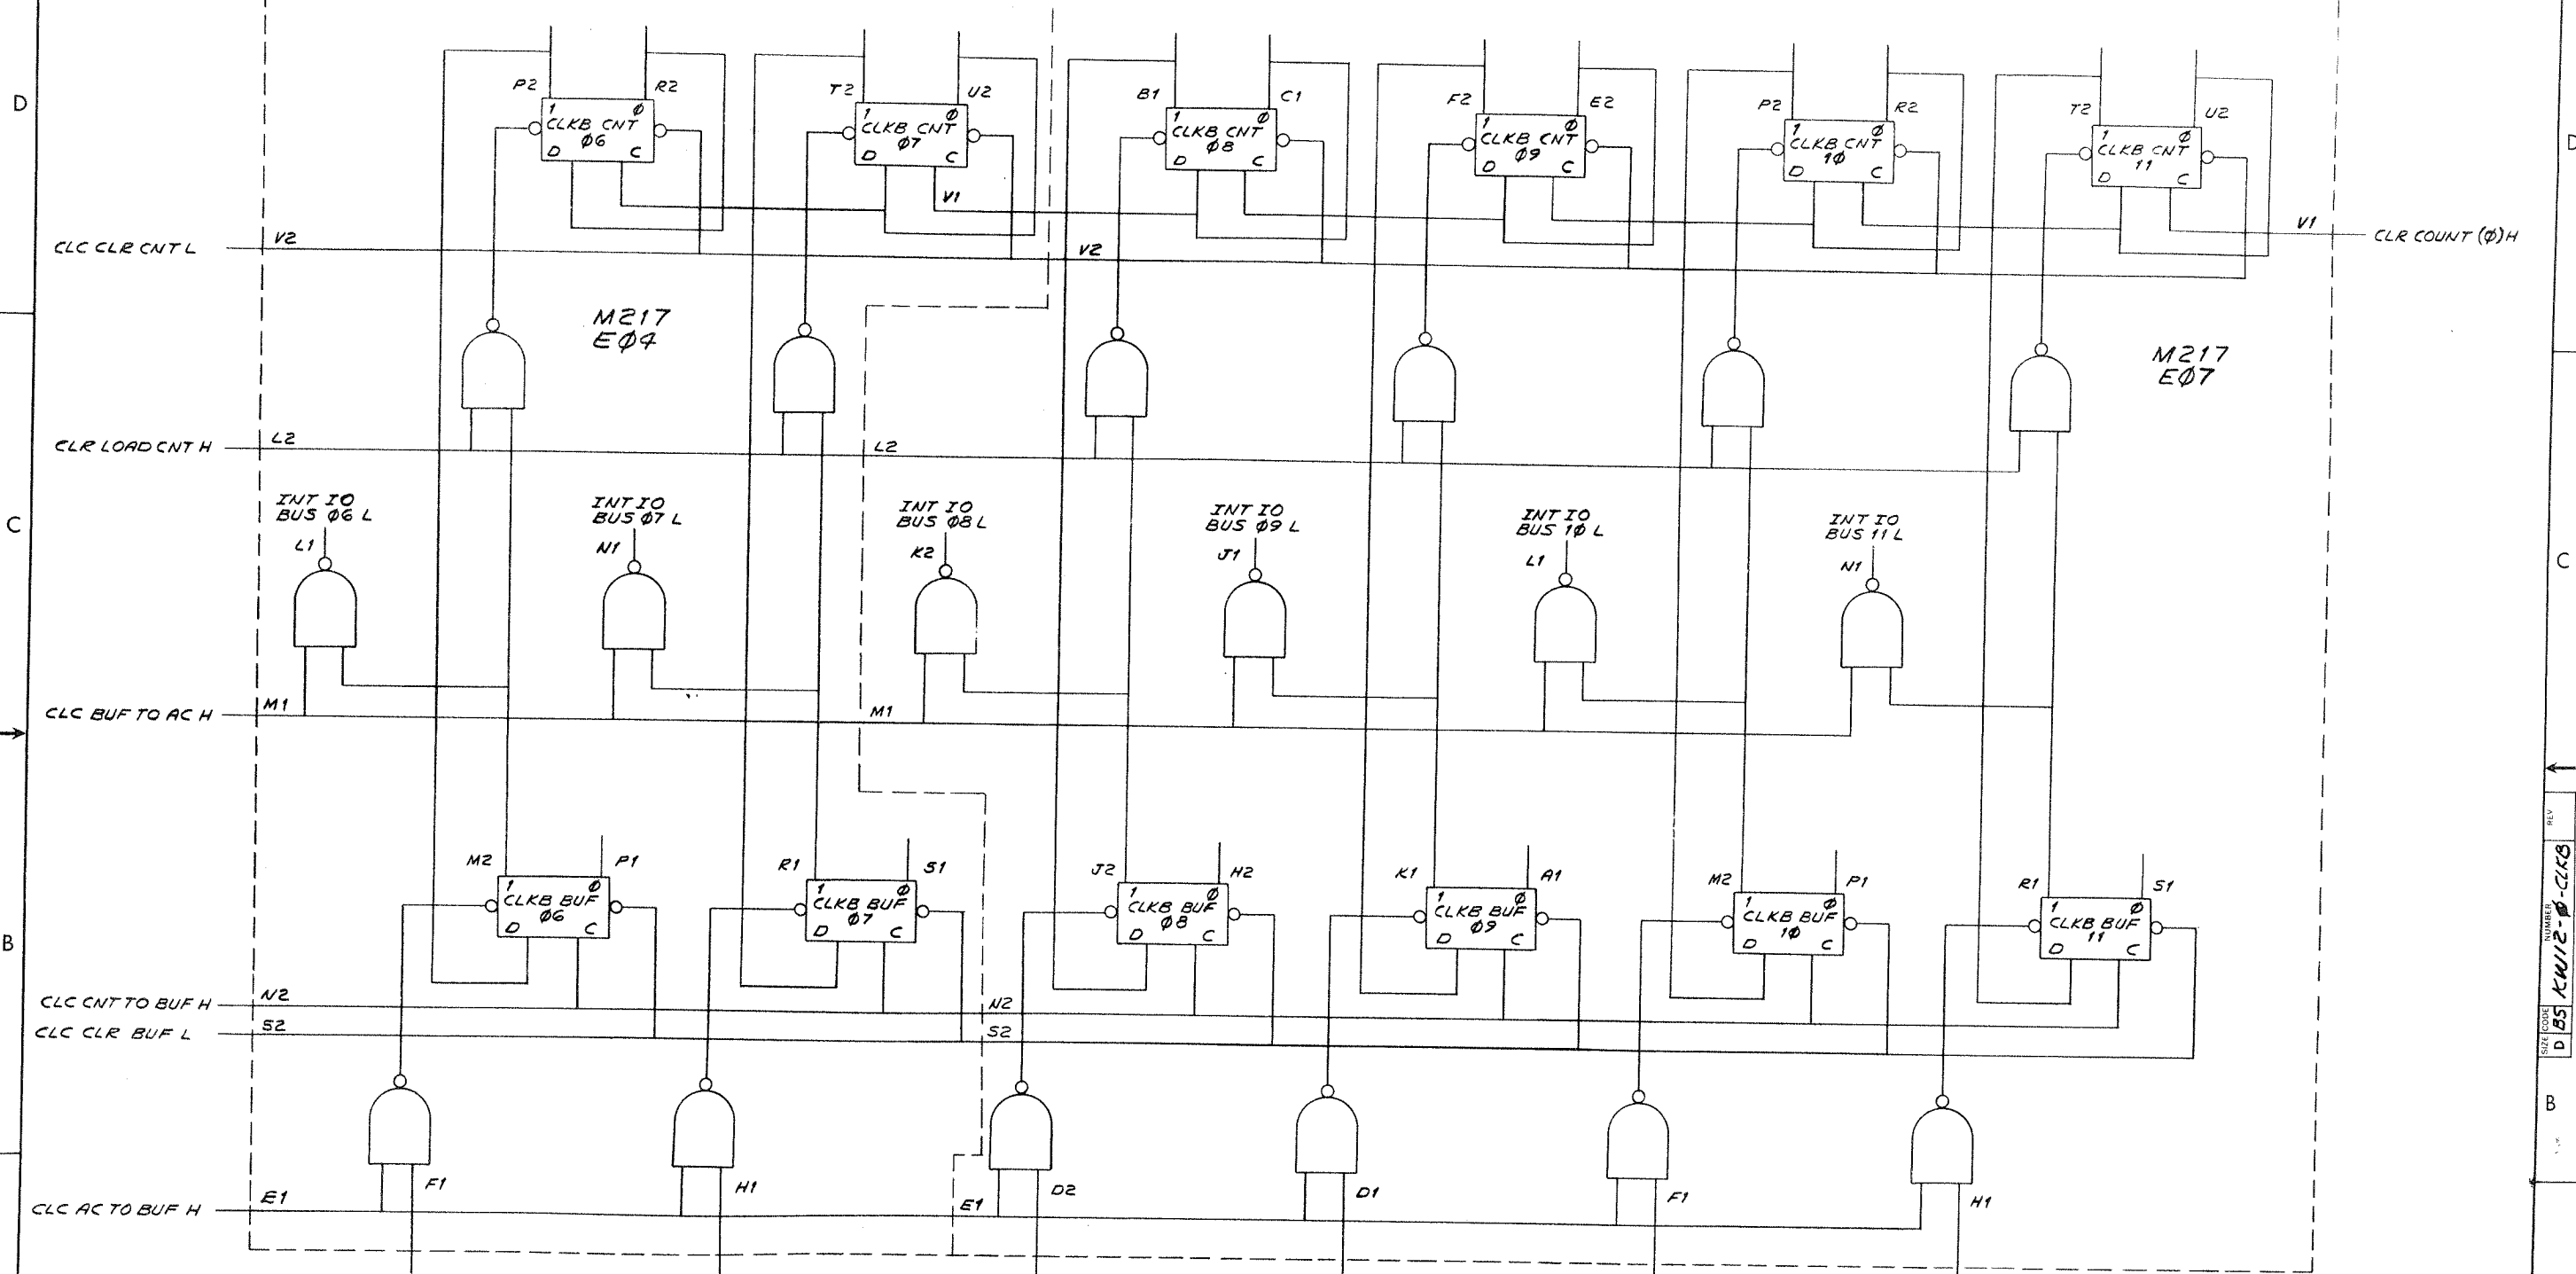 D
D
P2
R2
T2
U2
B1
C1
F2
E2
P2
R2
T2
U2
1 Ø
CLKB CNT
Ø6
D C
1 Ø
CLKB CNT
Ø7
D C
1 Ø
CLKB CNT
Ø8
D C
1 Ø
CLKB CNT
Ø9
D C
1 Ø
CLKB CNT
1Ø
D C
1 Ø
CLKB CNT
11
D C
V1
CLC CLR CNT L
V2
V2
V1
CLR COUNT (Ø) H
M217
EØ4
M217
EØ7
CLR LOAD CNT H
L2
L2
C
C
INT IO
BUS Ø6 L
INT IO
BUS Ø7 L
INT IO
BUS Ø8 L
INT IO
BUS Ø9 L
INT IO
BUS 1Ø L
INT IO
BUS 11 L
L1
N1
K2
J1
L1
N1
CLC BUF TO AC H
M1
M1
M2
P1
R1
S1
J2
H2
K1
A1
M2
P1
R1
S1
1 Ø
CLKB BUF
Ø6
D C
1 Ø
CLKB BUF
Ø7
D C
1 Ø
CLKB BUF
Ø8
D C
1 Ø
CLKB BUF
Ø9
D C
1 Ø
CLKB BUF
1Ø
D C
1 Ø
CLKB BUF
11
D C
B
B
CLC CNT TO BUF H
N2
N2
CLC CLR BUF L
S2
S2
F1
H1
D2
D1
F1
H1
CLC AC TO BUF H
E1
E1
SIZE CODE NUMBER REV
D BS KW12-Ø-CLKB